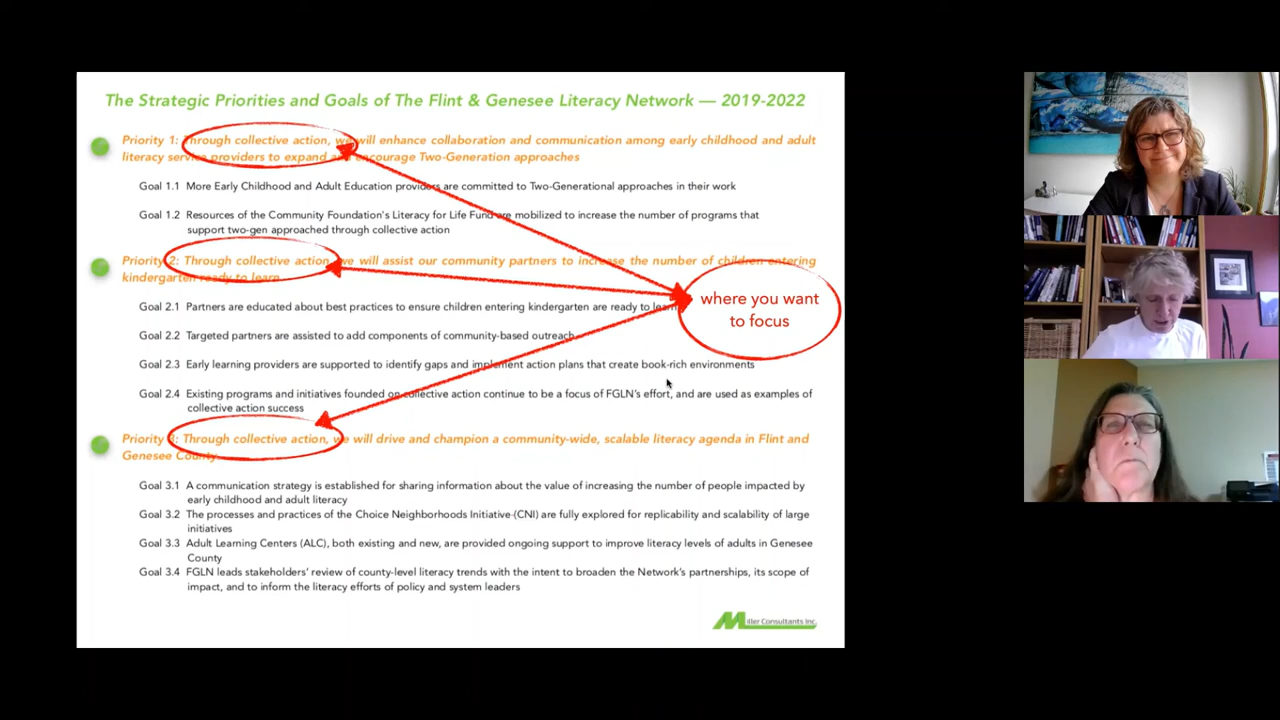 The Strategic Priorities and Goals of The Flint & Genesee Literacy Network — 2019-2022
Priority 1: Through collective action, we will enhance collaboration and communication among early childhood and adult
literacy service providers to expand and encourage Two-Generation approaches
Goal 1.1 More Early Childhood and Adult Education providers are committed to Two-Generational approaches in their work
Goal 1.2 Resources of the Community Foundation's Literacy for Life Fund are mobilized to increase the number of programs that
support two-gen approached through collective action
Priority 2: Through collective action, we will assist our community partners to increase the number of children entering
kindergarten ready to learn
where you want
to focus
Goal 2.1 Partners are educated about best practices to ensure children entering kindergarten are ready to learn
Goal 2.2 Targeted partners are assisted to add components of community-based outreach
Goal 2.3 Early learning providers are supported to identify gaps and implement action plans that create book-rich environments
Goal 2.4 Existing programs and initiatives founded on collective action continue to be a focus of FGLN's effort, and are used as examples of
collective action success
Priority 3: Through collective action, we will drive and champion a community-wide, scalable literacy agenda in Flint and
Genesee County
Goal 3.1 A communication strategy is established for sharing information about the value of increasing the number of people impacted by
early childhood and adult literacy
Goal 3.2 The processes and practices of the Choice Neighborhoods Initiative (CNI) are fully explored for replicability and scalability of large
initiatives
Goal 3.3 Adult Learning Centers (ALC), both existing and new, are provided ongoing support to improve literacy levels of adults in Genesee
County
Goal 3.4 FGLN leads stakeholders' review of county-level literacy trends with the intent to broaden the Network's partnerships, its scope of
impact, and to inform the literacy efforts of policy and system leaders
Miller Consultants Inc.